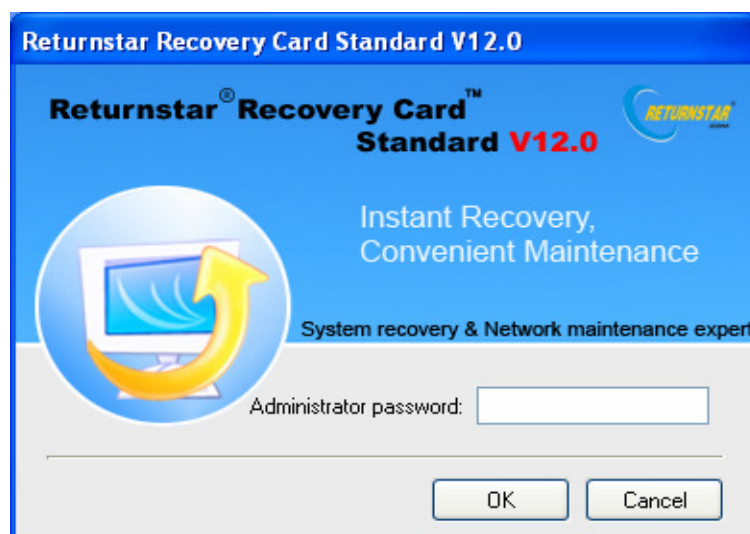 Returnstar Recovery Card Standard V12.0
Returnstar® Recovery Card™
Standard V12.0
RETURNSTAR®
Instant Recovery,
Convenient Maintenance
System recovery & Network maintenance expert
Administrator password:
OK Cancel